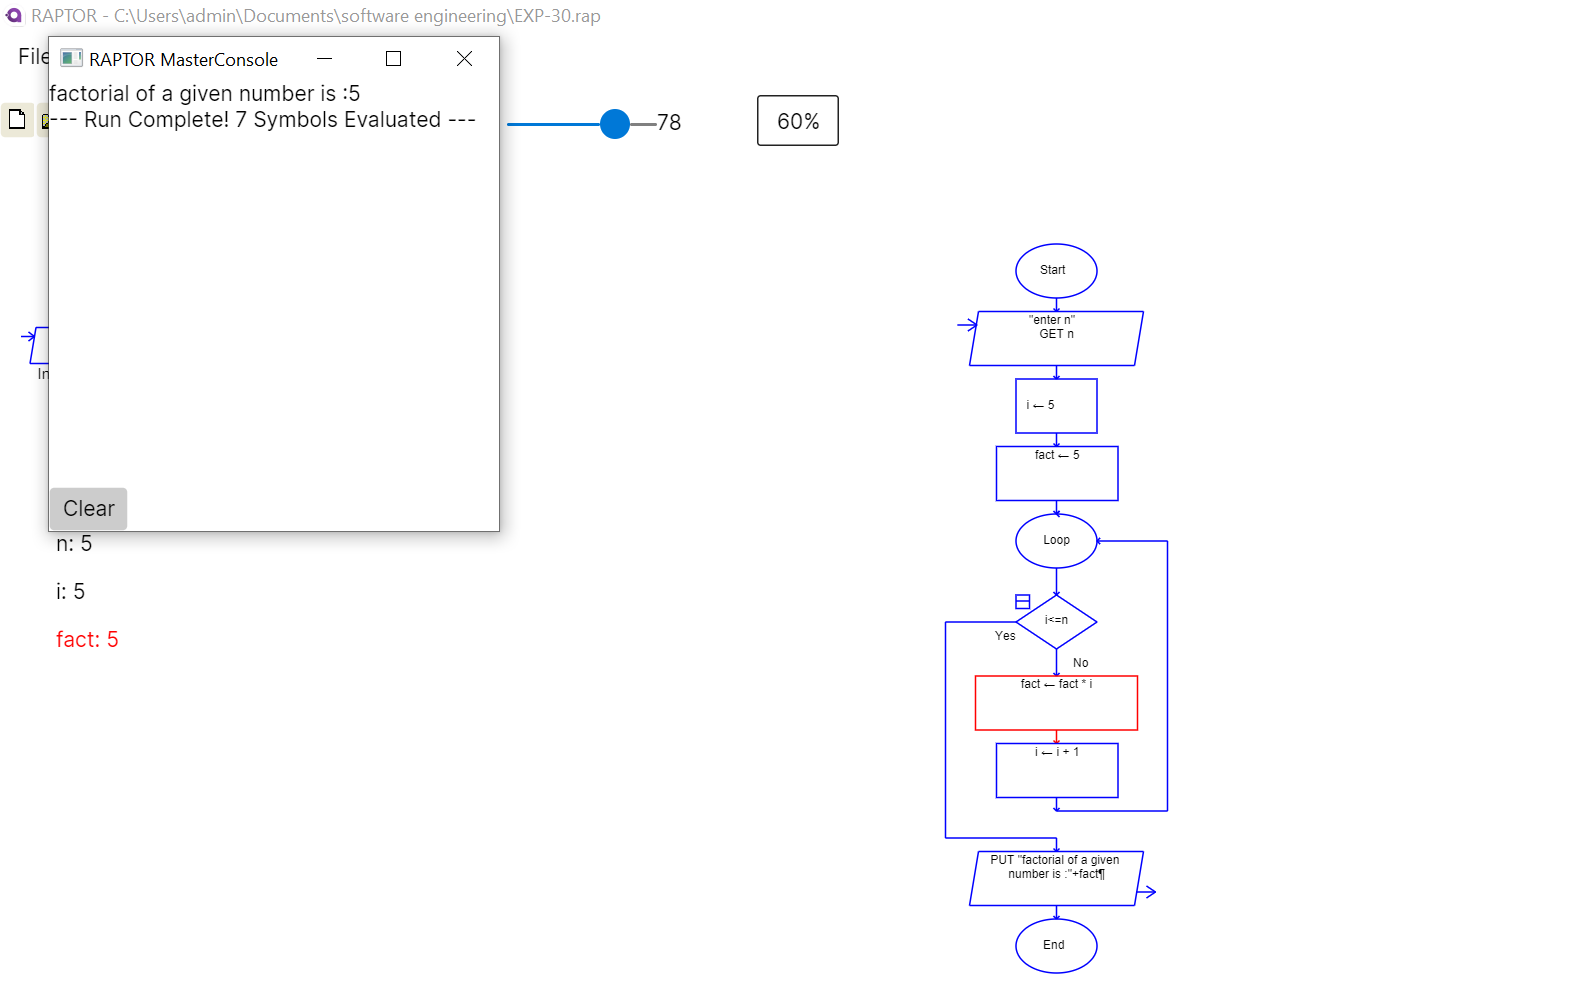 RAPTOR - C:\Users\admin\Documents\software engineering\EXP-30.rap
File
RAPTOR MasterConsole
factorial of a given number is :5
--- Run Complete! 7 Symbols Evaluated ---
78
60%
Clear
n: 5
i: 5
fact: 5
Start
"enter n"
GET n
i ← 5
fact ← 5
Loop
i<=n
Yes
No
fact ← fact * i
i ← i + 1
PUT "factorial of a given
number is :"+fact¶
End